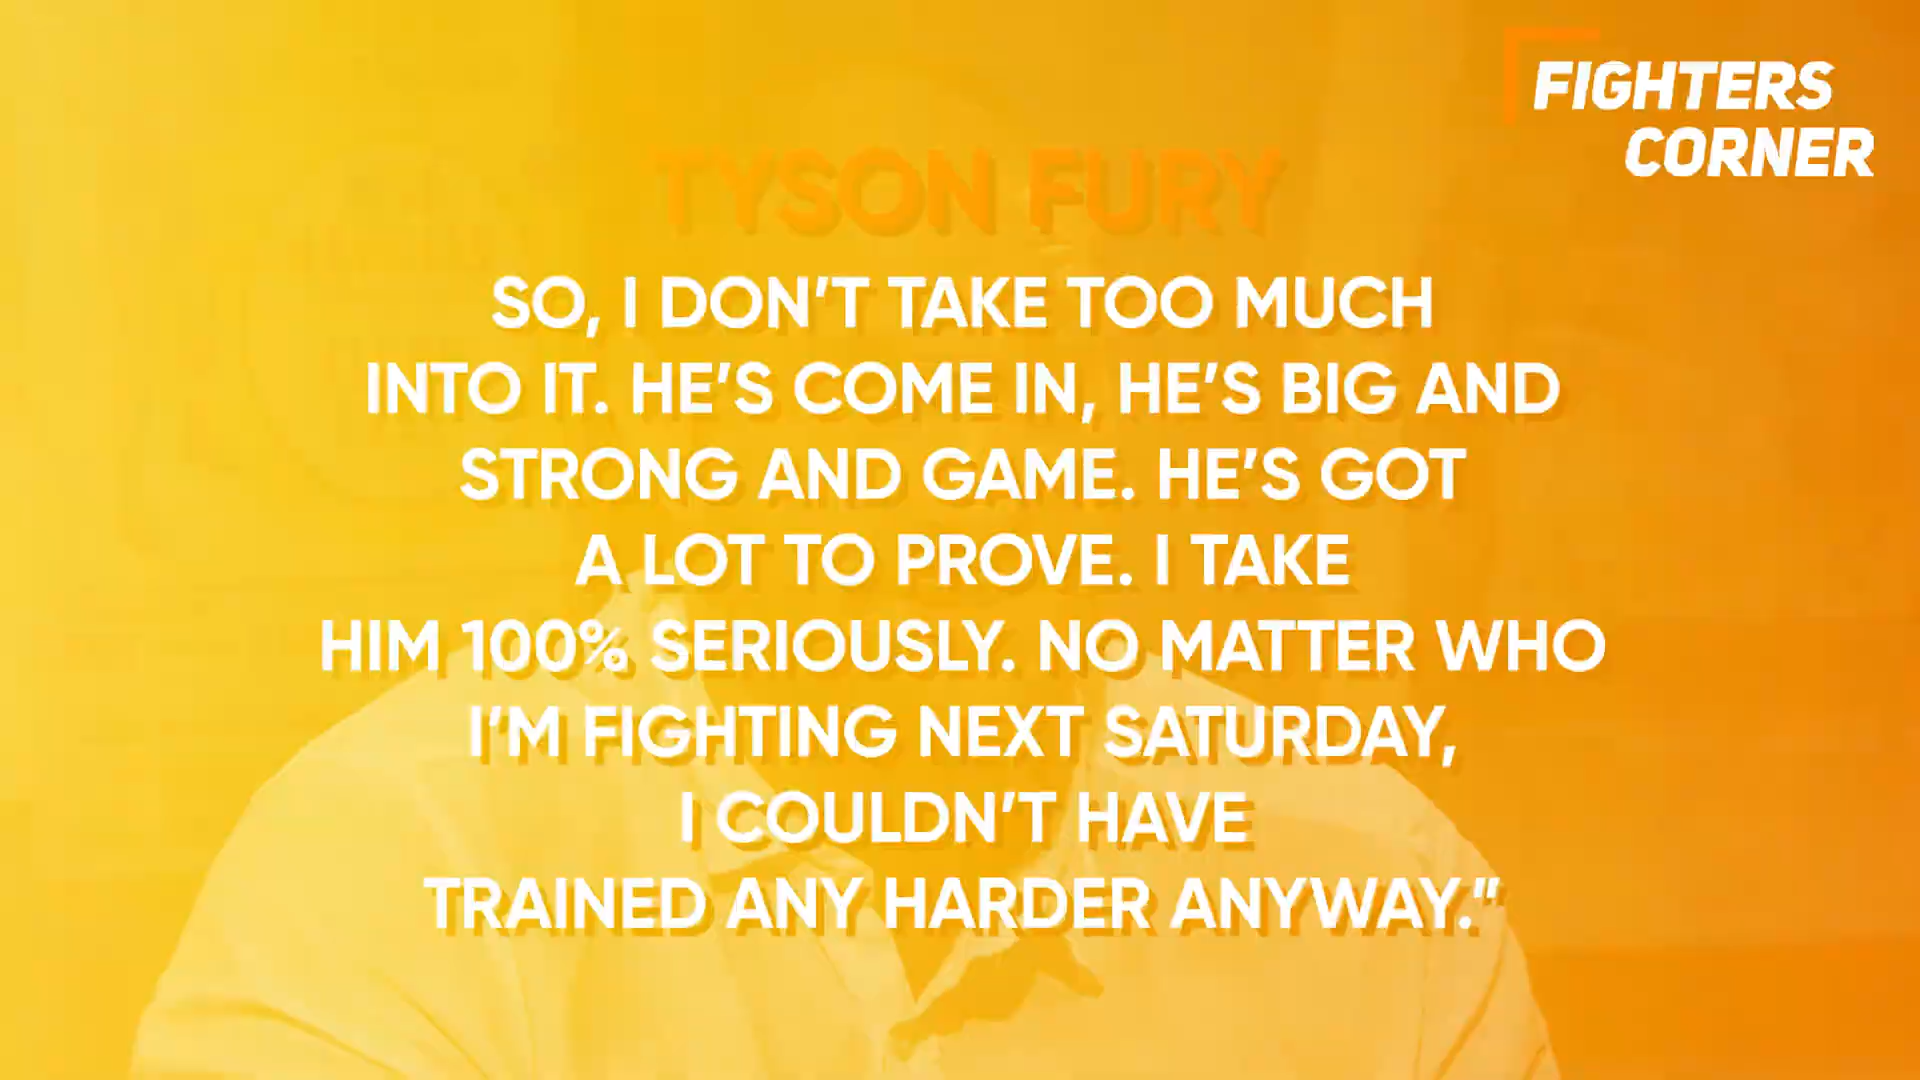 FIGHTERS
CORNER
TYSON FURY
SO, I DON'T TAKE TOO MUCH
INTO IT. HE'S COME IN, HE'S BIG AND
STRONG AND GAME. HE'S GOT
A LOT TO PROVE. I TAKE
HIM 100% SERIOUSLY. NO MATTER WHO
I'M FIGHTING NEXT SATURDAY,
I COULDN'T HAVE
TRAINED ANY HARDER ANYWAY."